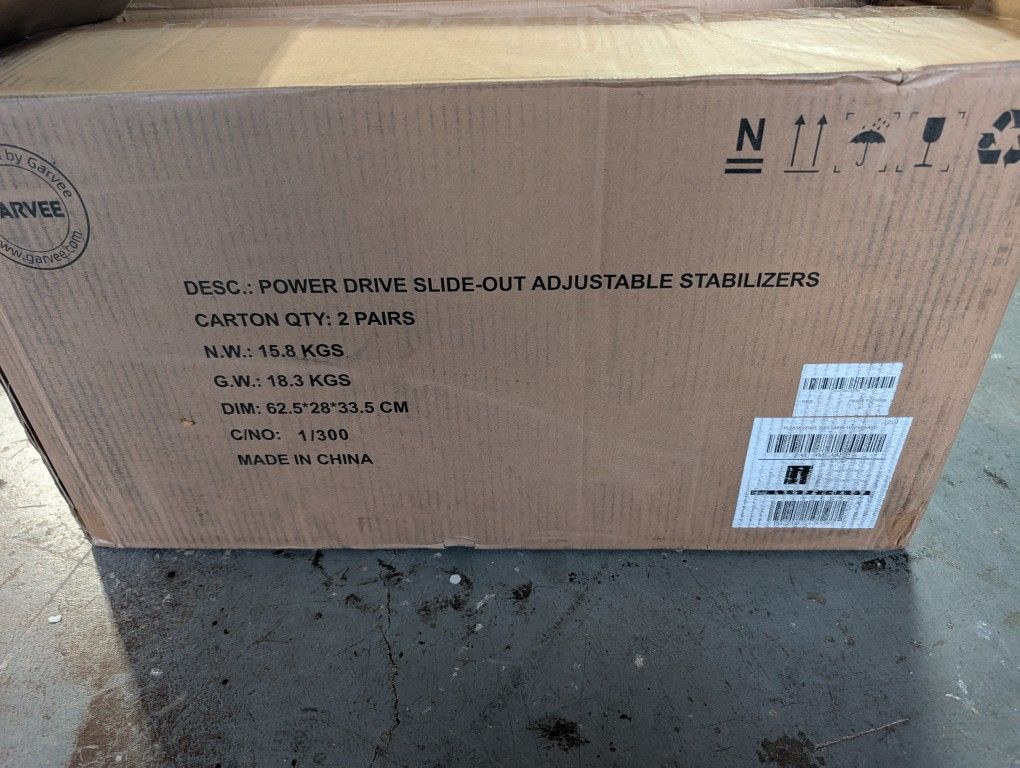 by Garvee
ARVEE
www.garvee.com
N
DESC.: POWER DRIVE SLIDE-OUT ADJUSTABLE STABILIZERS
CARTON QTY: 2 PAIRS
N.W.: 15.8 KGS
G.W.: 18.3 KGS
DIM: 62.5*28*33.5 CM
C/NO: 1/300
MADE IN CHINA